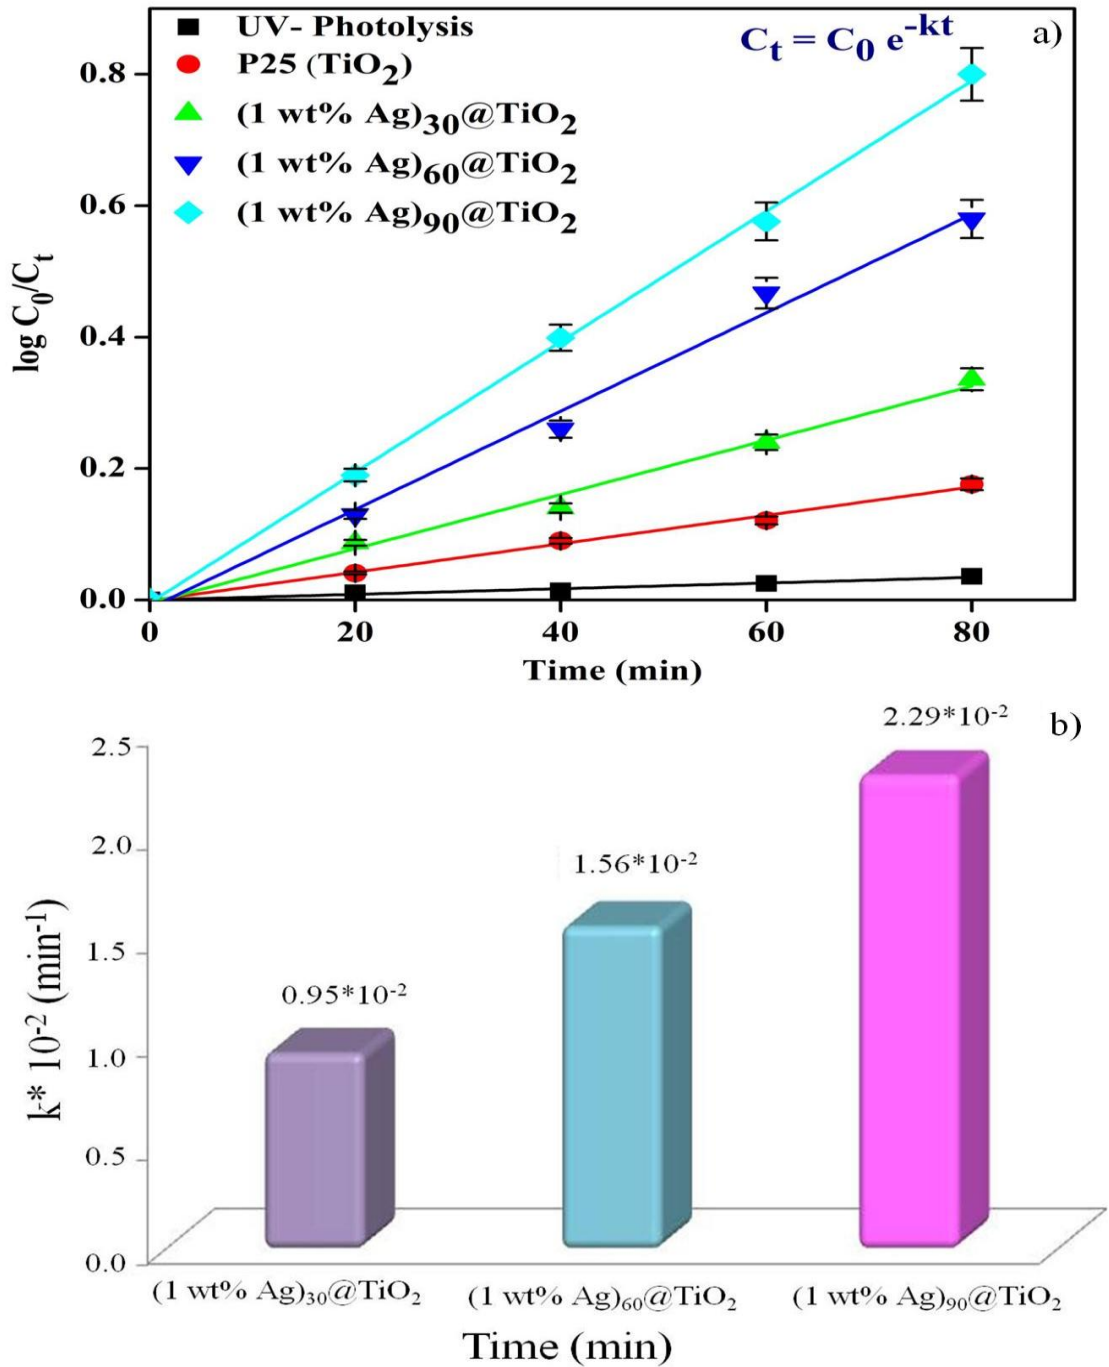 UV- Photolysis
P25 (TiO₂)
(1 wt% Ag)₃₀@TiO₂
(1 wt% Ag)₆₀@TiO₂
(1 wt% Ag)₉₀@TiO₂
Cₜ = C₀ e⁻ᵏᵗ
a)
log C₀/Cₜ
0.8
0.6
0.4
0.2
0.0
0 20 40 60 80
Time (min)
b)
k* 10⁻² (min⁻¹)
2.5
2.0
1.5
1.0
0.5
0.0
0.95*10⁻²
1.56*10⁻²
2.29*10⁻²
(1 wt% Ag)₃₀@TiO₂ (1 wt% Ag)₆₀@TiO₂ (1 wt% Ag)₉₀@TiO₂
Time (min)